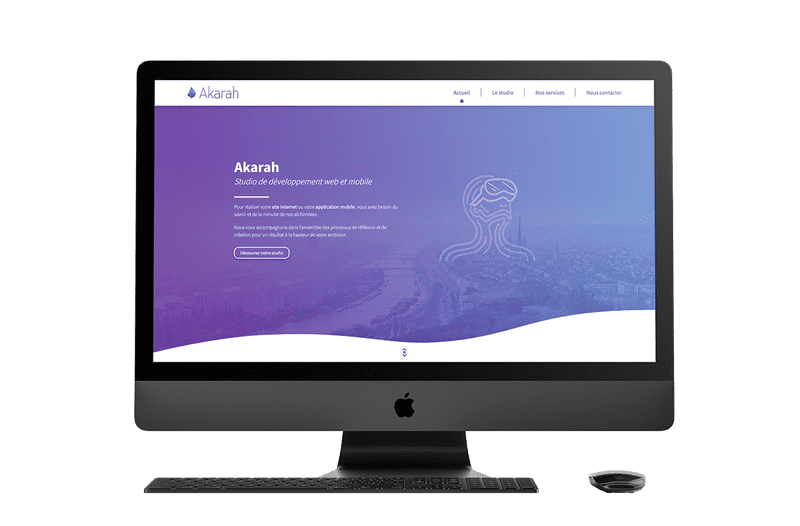 Akarah
Accueil
Le studio
Nos services
Nous contacter
Akarah
Studio de développement web et mobile
Pour réaliser votre site internet ou votre application mobile, vous avez besoin du
savoir et de la minutie de nos alchimistes.
Nous vous accompagnons dans l'ensemble des processus de réfléxion et de
création pour un résultat à la hauteur de votre ambition.
Découvrez notre studio